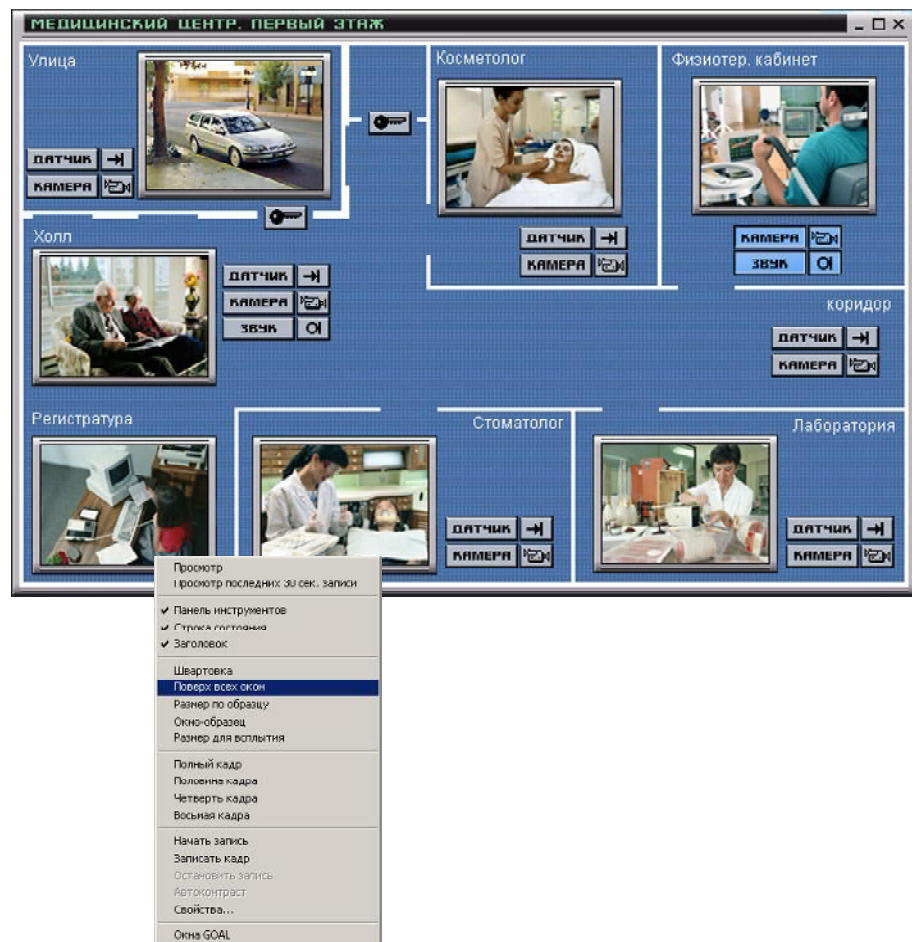 МЕДИЦИНСКИЙ ЦЕНТР. ПЕРВЫЙ ЭТАЖ
Улица
ДАТЧИК
КАМЕРА
Косметолог
ДАТЧИК
КАМЕРА
Физиотер. кабинет
КАМЕРА
ЗВУК
Холл
ДАТЧИК
КАМЕРА
ЗВУК
коридор
ДАТЧИК
КАМЕРА
Регистратура
Стоматолог
ДАТЧИК
КАМЕРА
Лаборатория
ДАТЧИК
КАМЕРА
Просмотр
Просмотр последних 30 сек. записи
Панель инструментов
Строка состояния
Заголовок
Швартовка
Поверх всех окон
Размер по образцу
Окно-образец
Размер для всплытия
Полный кадр
Половина кадра
Четверть кадра
Восьмая кадра
Начать запись
Записать кадр
Остановить запись
Автоконтраст
Свойства...
Окна GOAL